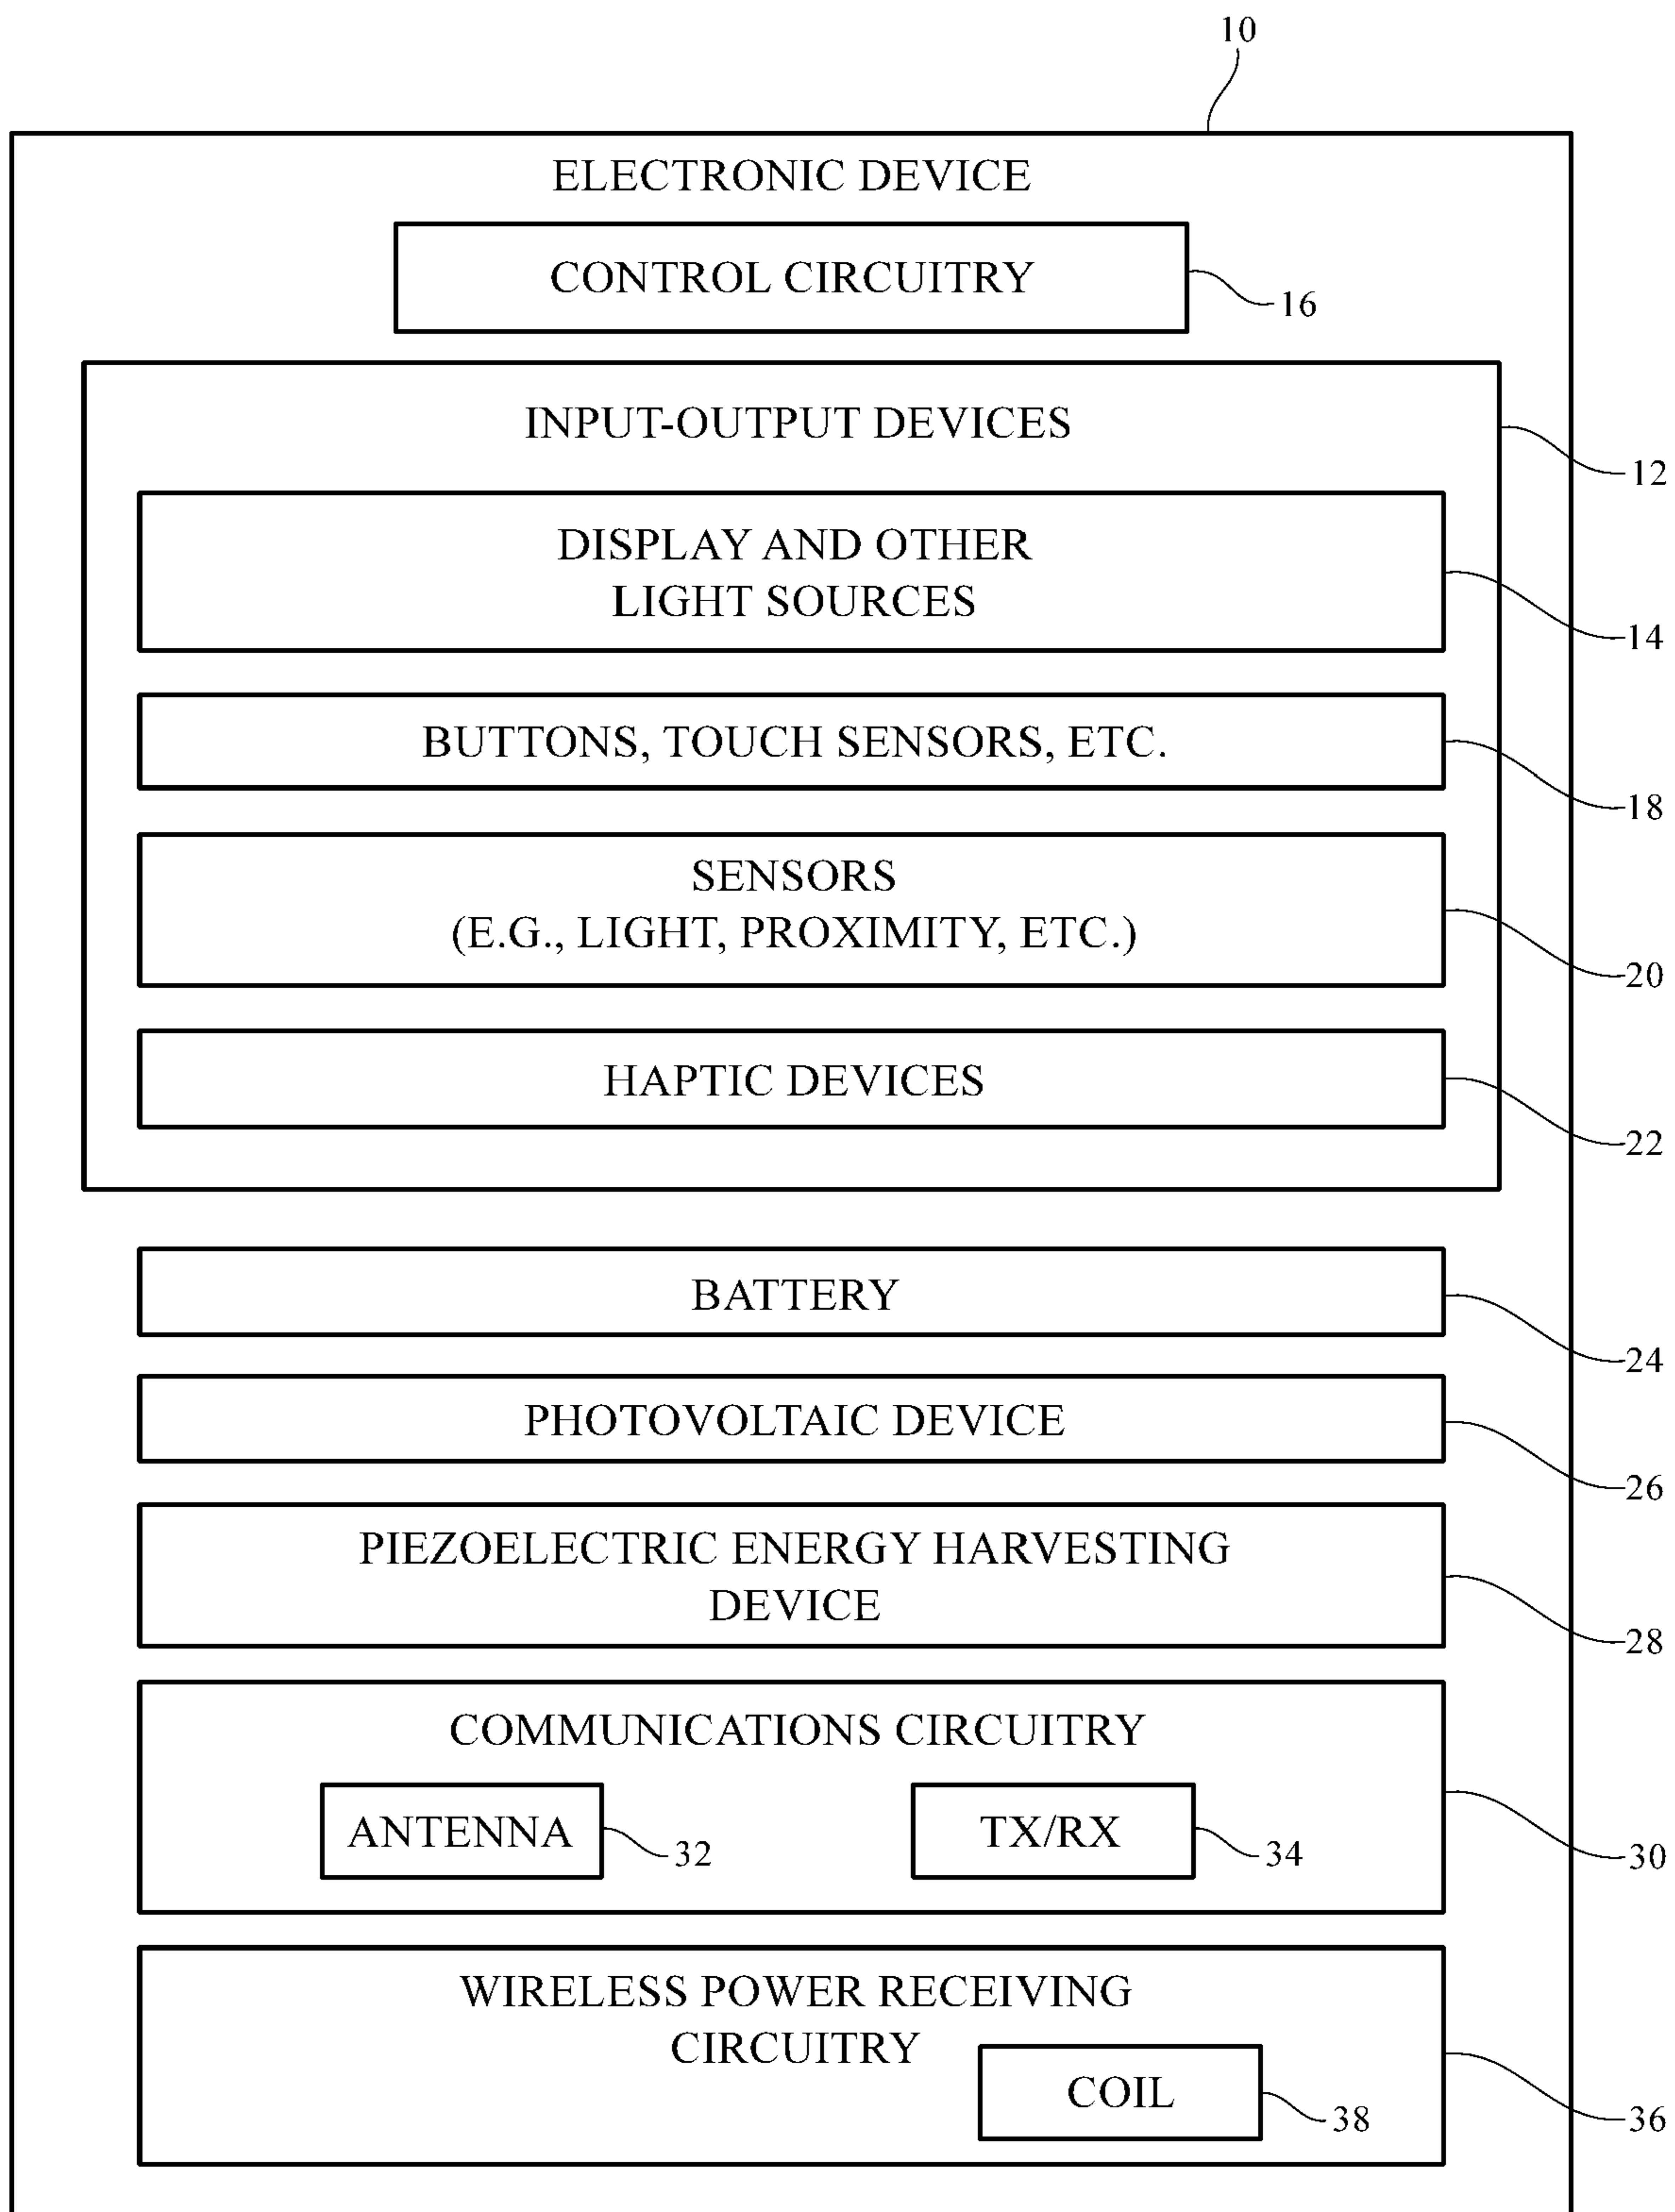 10
ELECTRONIC DEVICE
CONTROL CIRCUITRY
16
INPUT-OUTPUT DEVICES
12
DISPLAY AND OTHER
LIGHT SOURCES
14
BUTTONS, TOUCH SENSORS, ETC.
18
SENSORS
(E.G., LIGHT, PROXIMITY, ETC.)
20
HAPTIC DEVICES
22
BATTERY
24
PHOTOVOLTAIC DEVICE
26
PIEZOELECTRIC ENERGY HARVESTING
DEVICE
28
COMMUNICATIONS CIRCUITRY
ANTENNA
32
TX/RX
34
30
WIRELESS POWER RECEIVING
CIRCUITRY
COIL
38
36